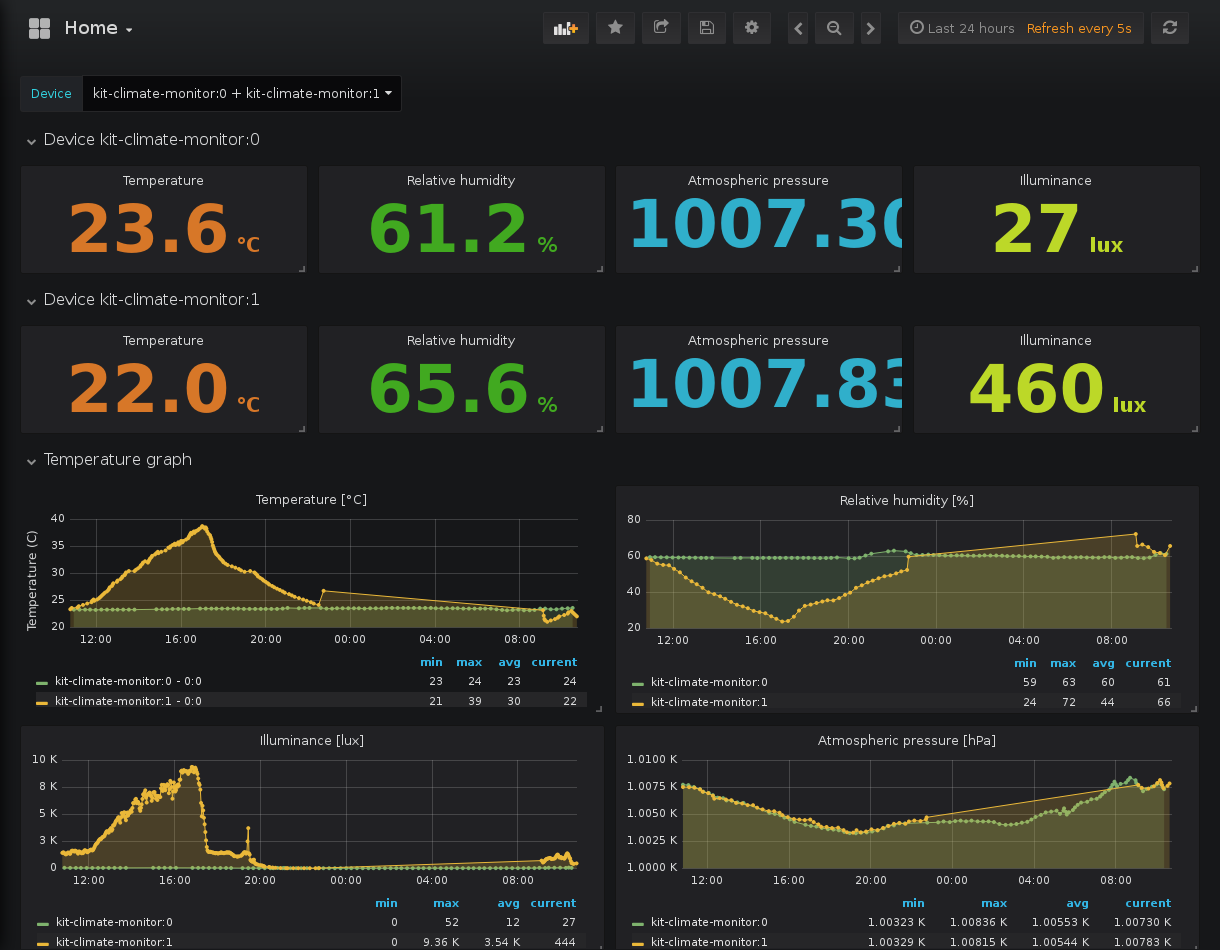 Home
Last 24 hours Refresh every 5s
Device kit-climate-monitor:0 + kit-climate-monitor:1
Device kit-climate-monitor:0
Temperature Relative humidity Atmospheric pressure Illuminance
23.6 °C 61.2 % 1007.30 27 lux
Device kit-climate-monitor:1
Temperature Relative humidity Atmospheric pressure Illuminance
22.0 °C 65.6 % 1007.83 460 lux
Temperature graph
Temperature [°C]
Temperature (C)
40
35
30
25
20
12:00 16:00 20:00 00:00 04:00 08:00
min max avg current
kit-climate-monitor:0 - 0:0 23 24 23 24
kit-climate-monitor:1 - 0:0 21 39 30 22
Relative humidity [%]
80
60
40
20
12:00 16:00 20:00 00:00 04:00 08:00
min max avg current
kit-climate-monitor:0 59 63 60 61
kit-climate-monitor:1 24 72 44 66
Illuminance [lux]
10 K
8 K
5 K
3 K
0
12:00 16:00 20:00 00:00 04:00 08:00
min max avg current
kit-climate-monitor:0 0 52 12 27
kit-climate-monitor:1 0 9.36 K 3.54 K 444
Atmospheric pressure [hPa]
1.0100 K
1.0075 K
1.0050 K
1.0025 K
1.0000 K
12:00 16:00 20:00 00:00 04:00 08:00
min max avg current
kit-climate-monitor:0 1.00323 K 1.00836 K 1.00553 K 1.00730 K
kit-climate-monitor:1 1.00329 K 1.00815 K 1.00544 K 1.00783 K